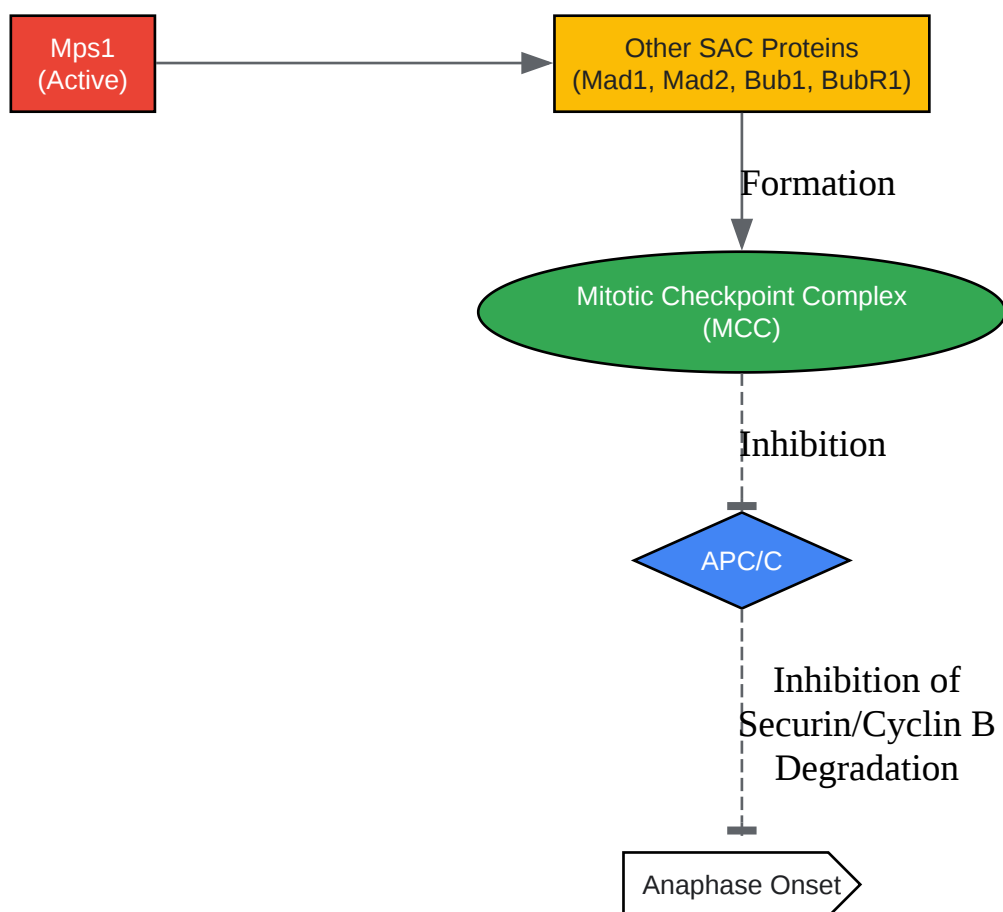 Mps1
(Active)
Other SAC Proteins
(Mad1, Mad2, Bub1, BubR1)
Formation
Mitotic Checkpoint Complex
(MCC)
Inhibition
APC/C
Inhibition of
Securin/Cyclin B
Degradation
Anaphase Onset